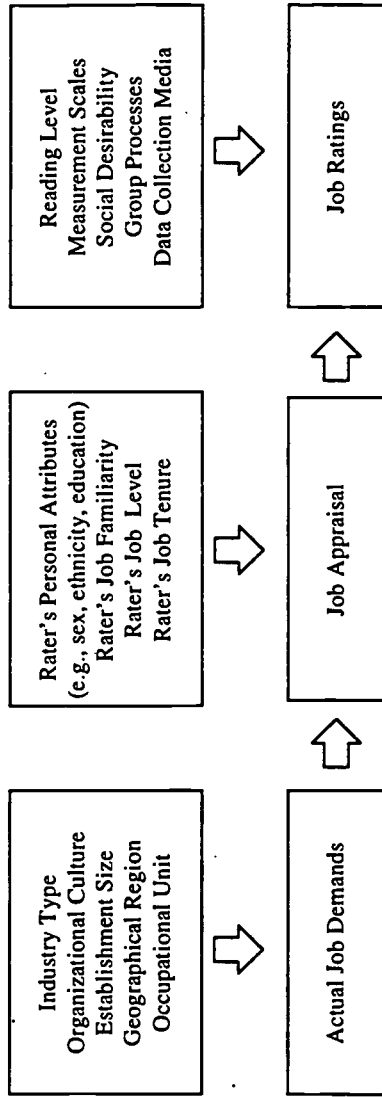 Industry Type
Organizational Culture
Establishment Size
Geographical Region
Occupational Unit
Rater's Personal Attributes
(e.g., sex, ethnicity, education)
Rater's Job Familiarity
Rater's Job Level
Rater's Job Tenure
Reading Level
Measurement Scales
Social Desirability
Group Processes
Data Collection Media
Actual Job Demands
Job Appraisal
Job Ratings